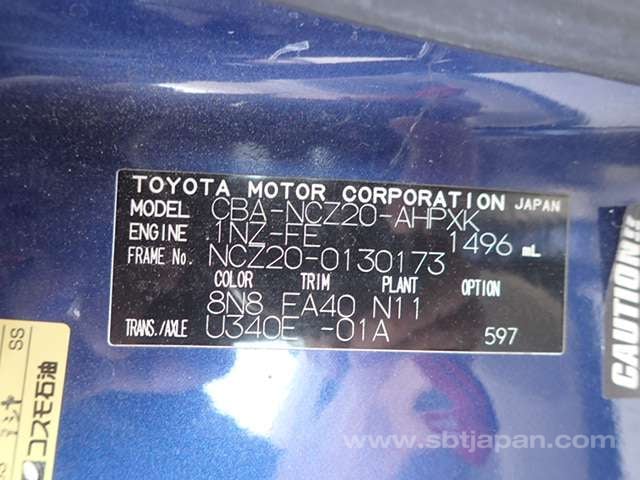 TOYOTA MOTOR CORPORATION JAPAN
MODEL CBA-NCZ20-AHPXK
ENGINE 1NZ-FE 1496 mL
FRAME No. NCZ20-0130173
COLOR TRIM PLANT OPTION
8N8 FA40 N11
TRANS./AXLE U340E -01A 597
CAUTION!!
SS
コスモ石油
www.sbtjapan.com